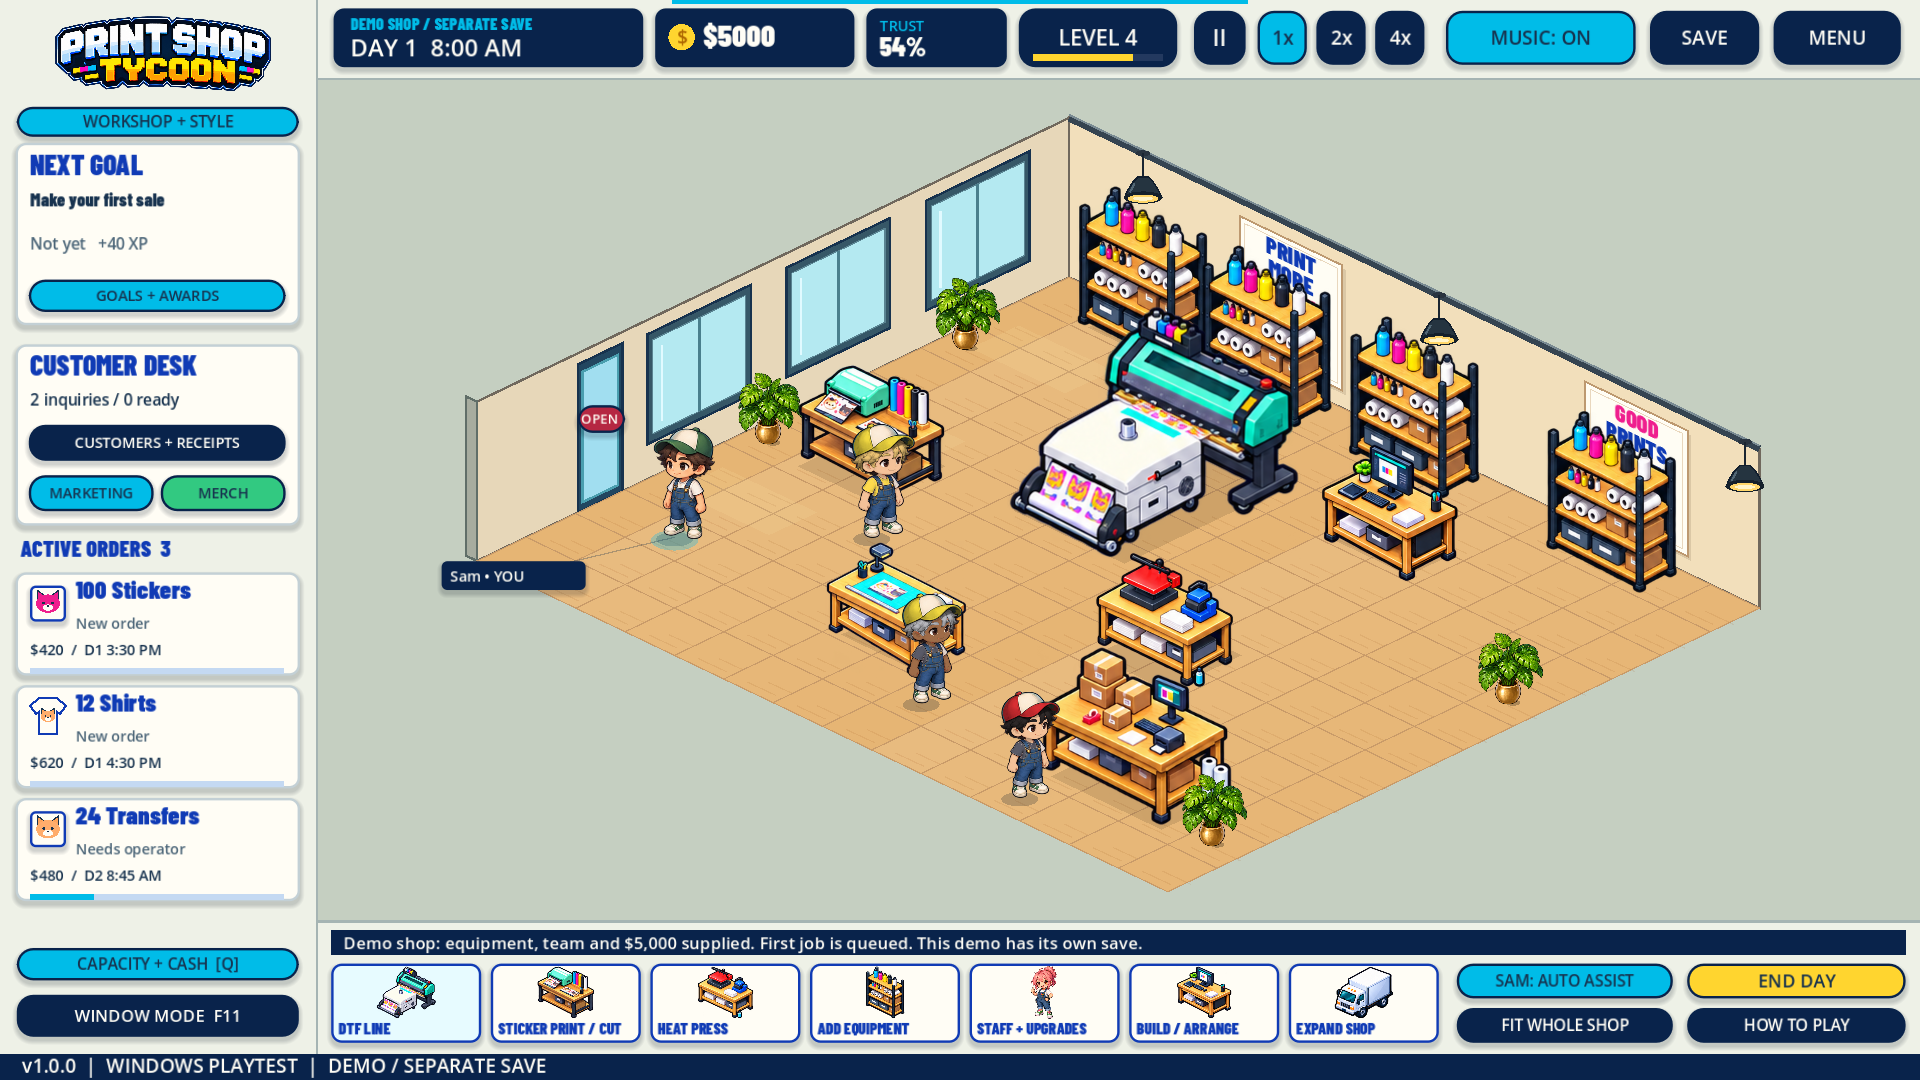 PRINT SHOP
TYCOON
DEMO SHOP / SEPARATE SAVE
DAY 1 8:00 AM
$ $5000
TRUST
54%
LEVEL 4
1x
2x
4x
MUSIC: ON
SAVE
MENU
WORKSHOP + STYLE
NEXT GOAL
Make your first sale
Not yet +40 XP
GOALS + AWARDS
CUSTOMER DESK
2 inquiries / 0 ready
CUSTOMERS + RECEIPTS
MARKETING
MERCH
ACTIVE ORDERS 3
100 Stickers
New order
$420 / D1 3:30 PM
12 Shirts
New order
$620 / D1 4:30 PM
24 Transfers
Needs operator
$480 / D2 8:45 AM
CAPACITY + CASH [Q]
WINDOW MODE F11
PRINT
MORE
GOOD
PRINTS
OPEN
Sam • YOU
Demo shop: equipment, team and $5,000 supplied. First job is queued. This demo has its own save.
DTF LINE
STICKER PRINT / CUT
HEAT PRESS
ADD EQUIPMENT
STAFF + UPGRADES
BUILD / ARRANGE
EXPAND SHOP
SAM: AUTO ASSIST
END DAY
FIT WHOLE SHOP
HOW TO PLAY
v1.0.0 | WINDOWS PLAYTEST | DEMO / SEPARATE SAVE